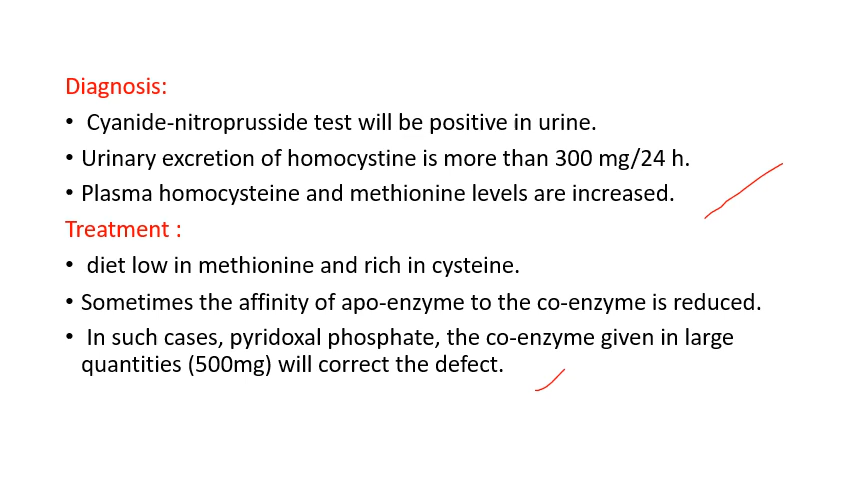 Diagnosis:
• Cyanide-nitroprusside test will be positive in urine.
• Urinary excretion of homocystine is more than 300 mg/24 h.
• Plasma homocysteine and methionine levels are increased.
Treatment :
• diet low in methionine and rich in cysteine.
• Sometimes the affinity of apo-enzyme to the co-enzyme is reduced.
• In such cases, pyridoxal phosphate, the co-enzyme given in large
quantities (500mg) will correct the defect.